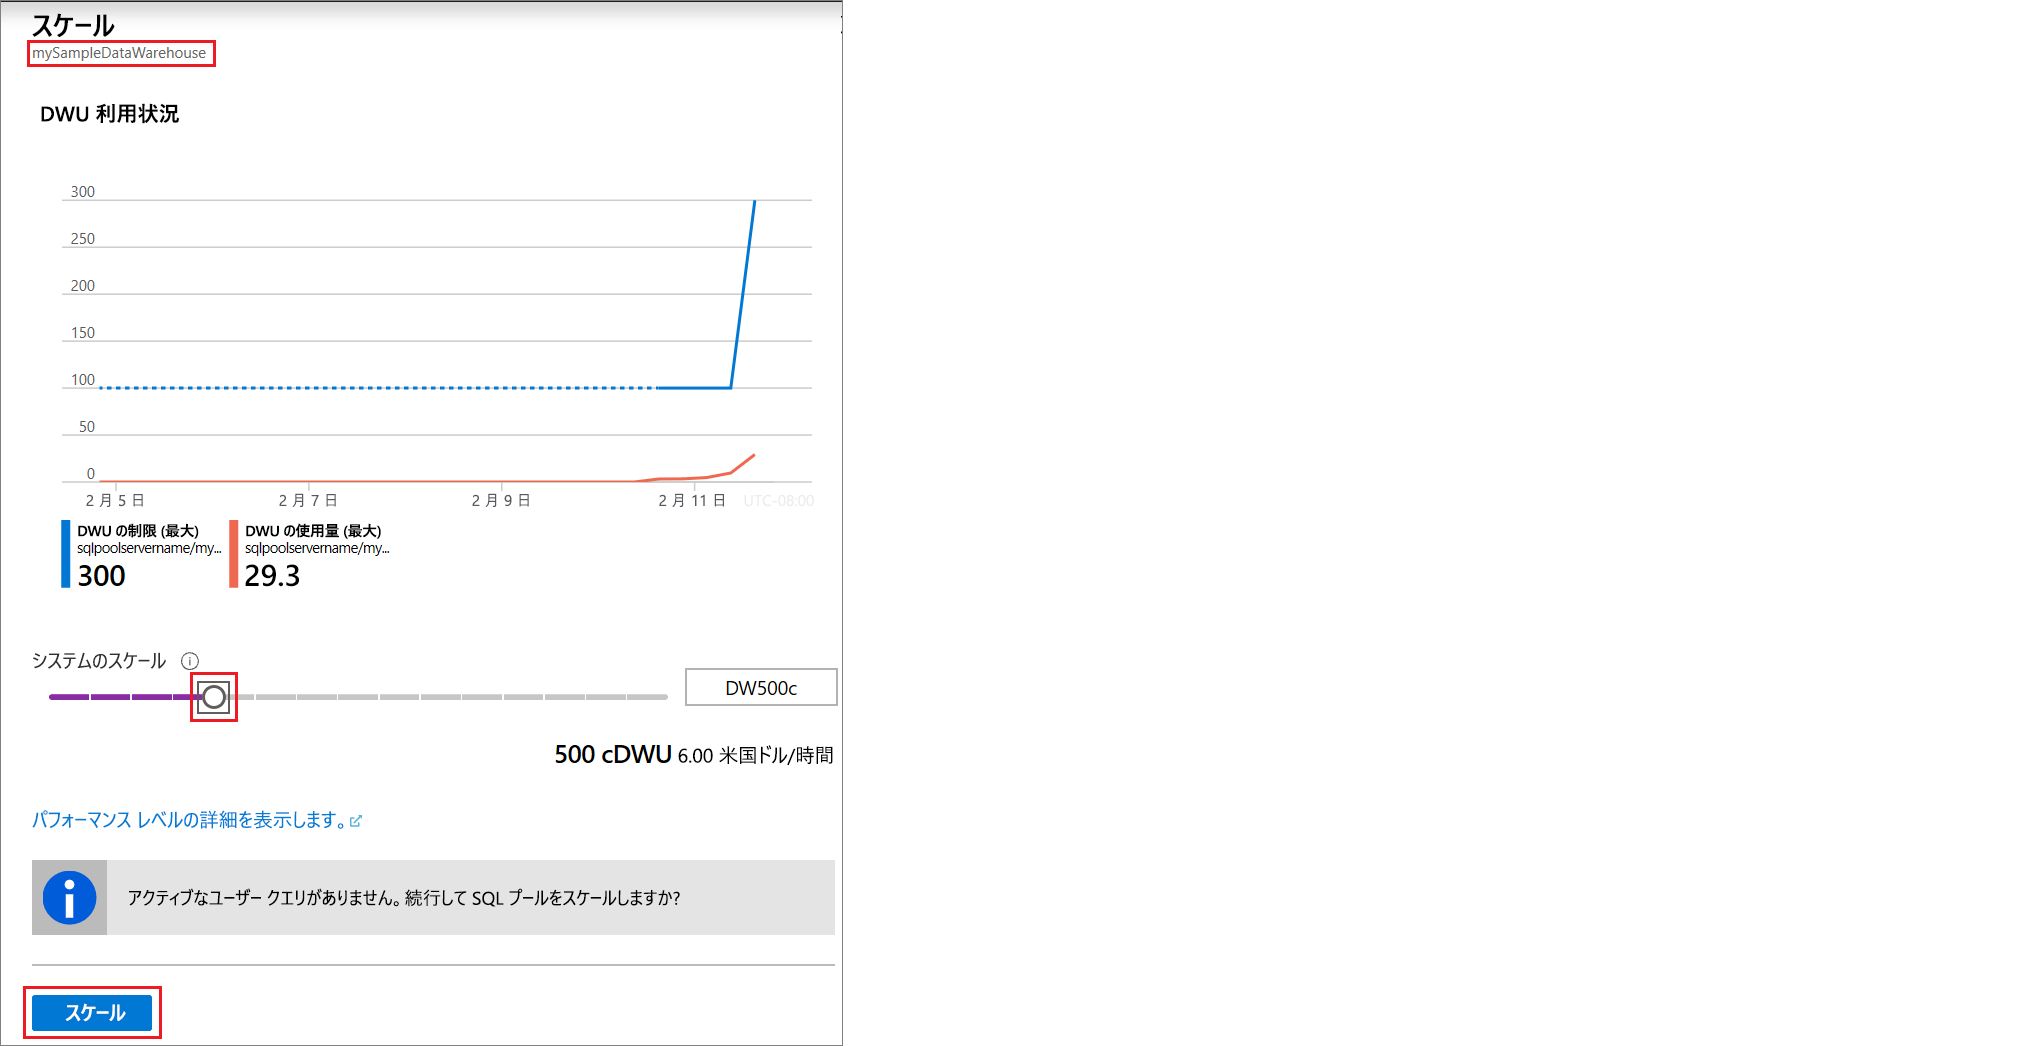 スケール
mySampleDataWarehouse
DWU 利用状況
300
250
200
150
100
50
0
2 月 5 日 2 月 7 日 2 月 9 日 2 月 11 日 UTC-08:00
DWU の制限 (最大)
sqlpoolservername/my...
300
DWU の使用量 (最大)
sqlpoolservername/my...
29.3
システムのスケール
DW500c
500 cDWU 6.00 米国ドル/時間
パフォーマンス レベルの詳細を表示します。
アクティブなユーザー クエリがありません。続行して SQL プールをスケールしますか?
スケール